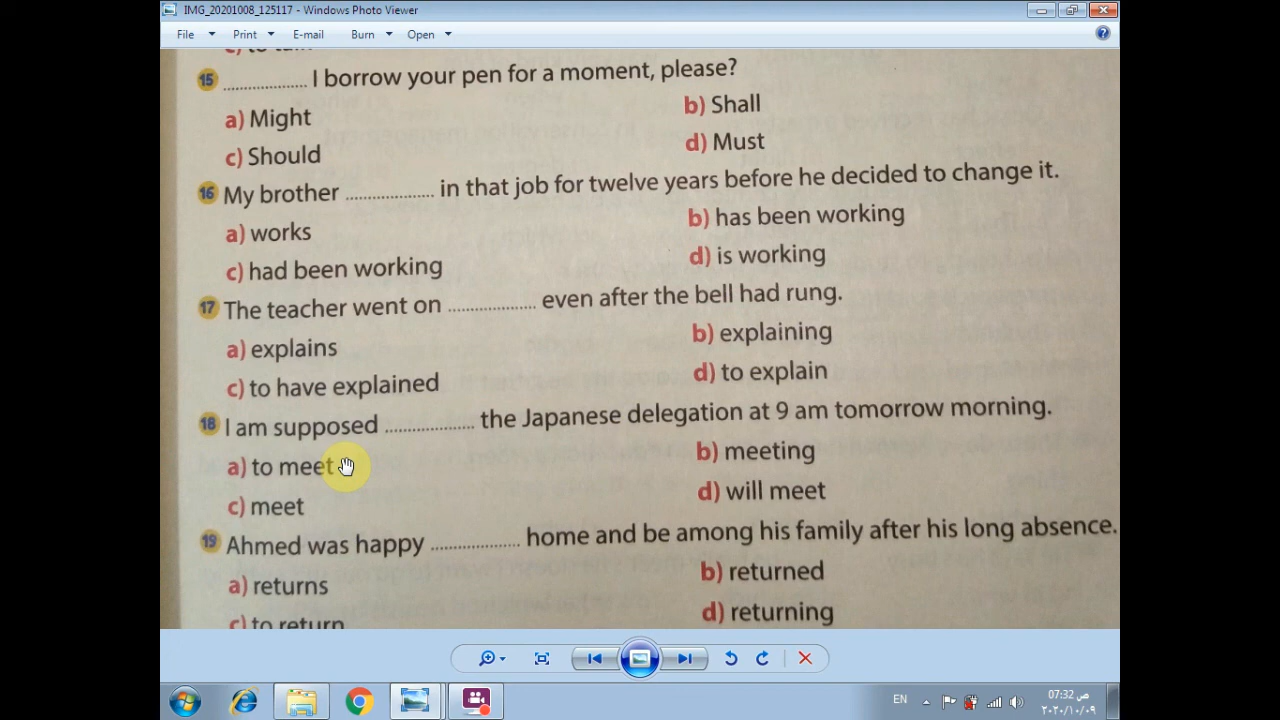 IMG_20201008_125117 - Windows Photo Viewer
File Print E-mail Burn Open
15 .................. I borrow your pen for a moment, please?
a) Might b) Shall
c) Should d) Must
16 My brother .................. in that job for twelve years before he decided to change it.
a) works b) has been working
c) had been working d) is working
17 The teacher went on .................. even after the bell had rung.
a) explains b) explaining
c) to have explained d) to explain
18 I am supposed .................. the Japanese delegation at 9 am tomorrow morning.
a) to meet b) meeting
c) meet d) will meet
19 Ahmed was happy .................. home and be among his family after his long absence.
a) returns b) returned
c) to return d) returning
EN 07:32 ص
٢٠٢٠/١٠/٠٩